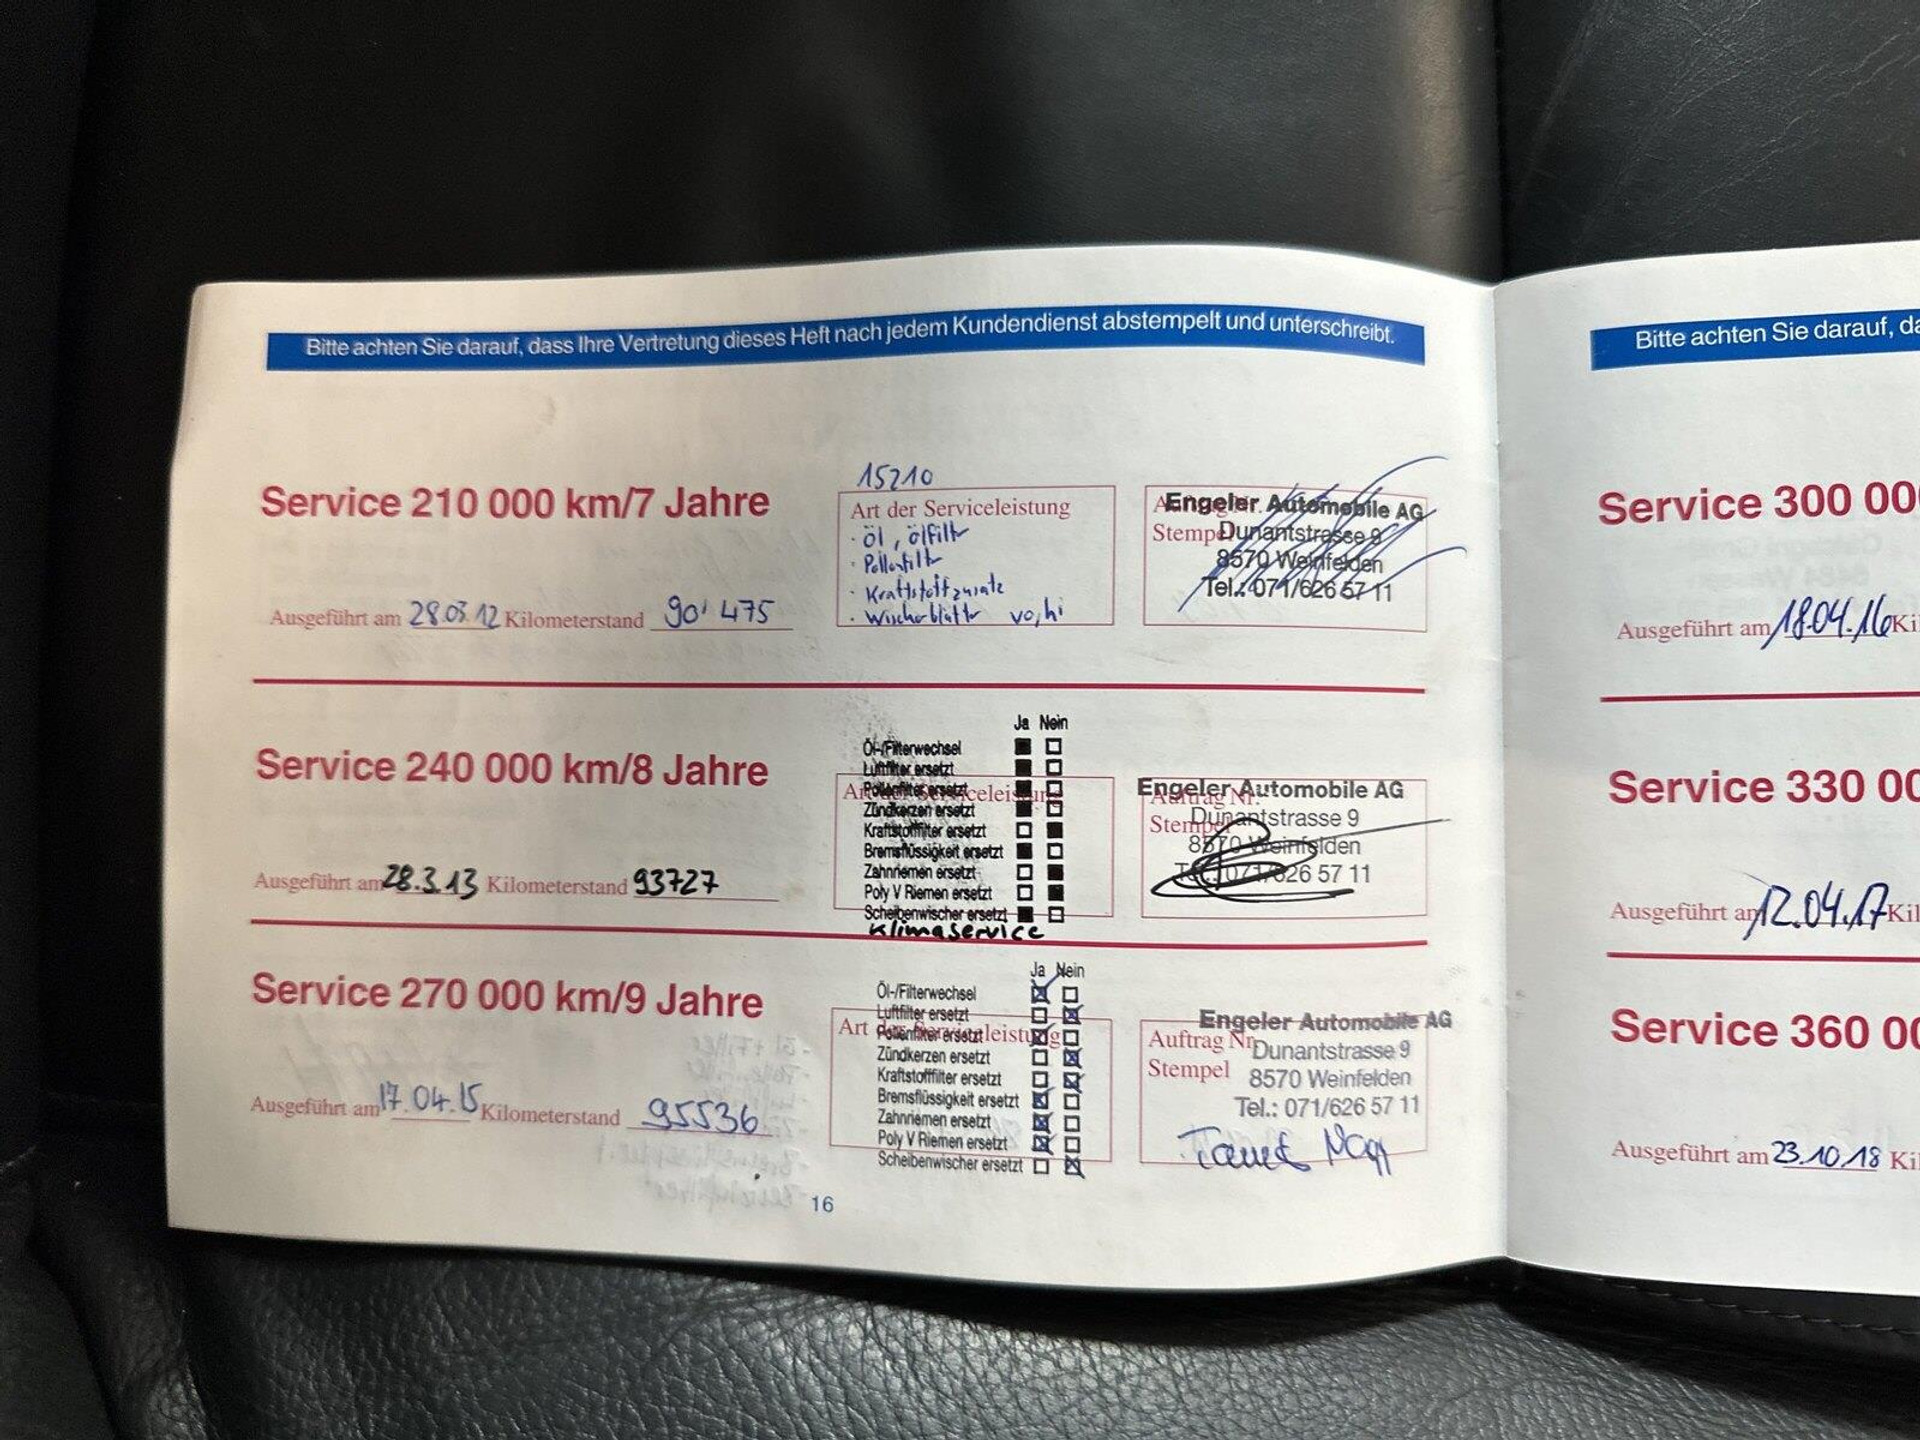 Bitte achten Sie darauf, dass Ihre Vertretung dieses Heft nach jedem Kundendienst abstempelt und unterschreibt.
Service 210 000 km/7 Jahre
Ausgeführt am 28.03.12 Kilometerstand 90'475
15210
Art der Serviceleistung
· Öl, Ölfilter
· Pollenfilter
· Kraftstoffzusatz
· Wischerblätter vo, hi
Stempel
Engeler Automobile AG
Dunantstrasse 9
8570 Weinfelden
Tel.: 071/626 57 11
Service 240 000 km/8 Jahre
Ausgeführt am 28.3.13 Kilometerstand 93727
Ja Nein
Öl-/Filterwechsel
Luftfilter ersetzt
Art der Serviceleistung
Pollenfilter ersetzt
Zündkerzen ersetzt
Kraftstofffilter ersetzt
Bremsflüssigkeit ersetzt
Zahnriemen ersetzt
Poly V Riemen ersetzt
Scheibenwischer ersetzt
Klimaservice
Auftrag Nr.
Stempel
Engeler Automobile AG
Dunantstrasse 9
8570 Weinfelden
Tel.: 071/626 57 11
Service 270 000 km/9 Jahre
Ausgeführt am 17.04.15 Kilometerstand 95536
Ja Nein
Öl-/Filterwechsel
Luftfilter ersetzt
Art der Serviceleistung
Pollenfilter ersetzt
Zündkerzen ersetzt
Kraftstofffilter ersetzt
Bremsflüssigkeit ersetzt
Zahnriemen ersetzt
Poly V Riemen ersetzt
Scheibenwischer ersetzt
Auftrag Nr.
Stempel
Engeler Automobile AG
Dunantstrasse 9
8570 Weinfelden
Tel.: 071/626 57 11
16
Bitte achten Sie darauf, da
Service 300 00
Ausgeführt am 18.04.16 Ki
Service 330 00
Ausgeführt am 12.04.17 Kil
Service 360 00
Ausgeführt am 23.10.18 Ki